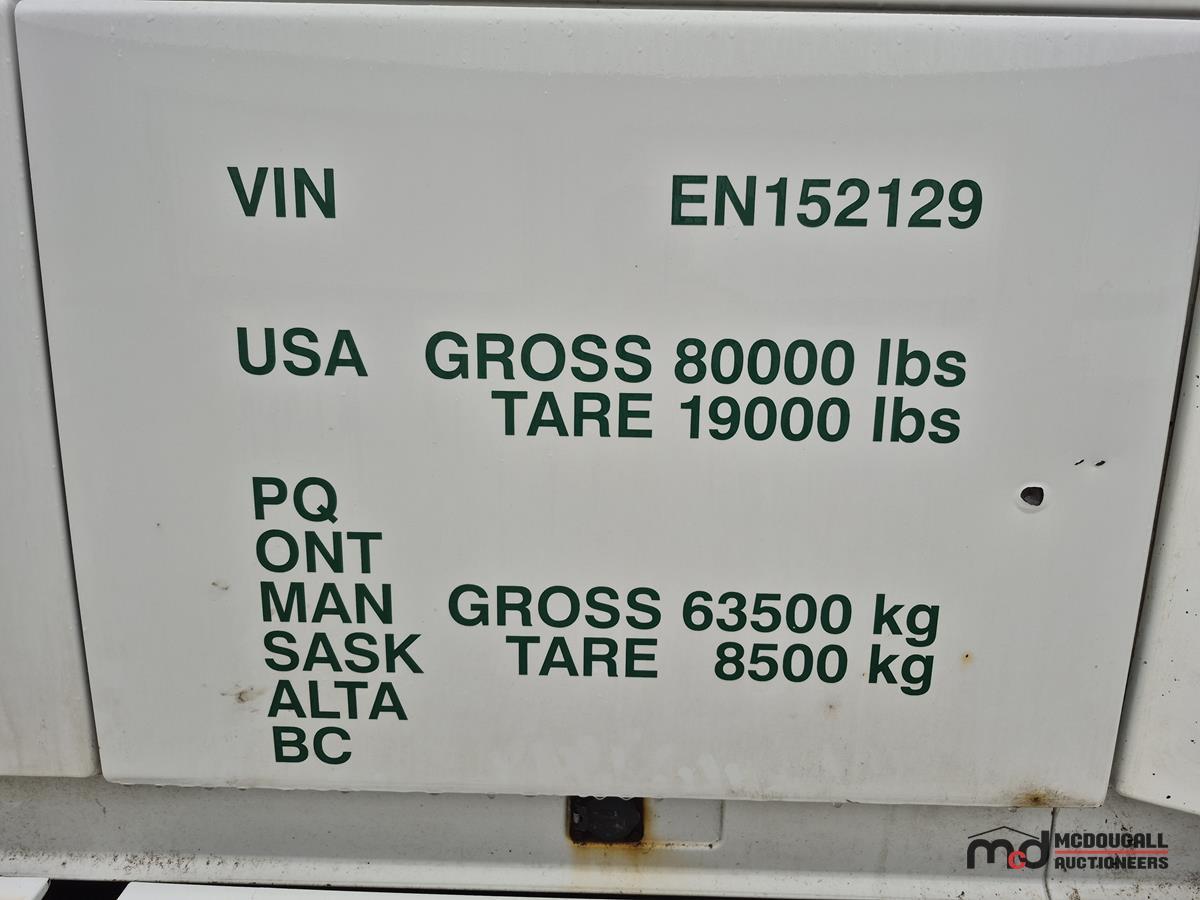 VIN EN152129
USA GROSS 80000 lbs
TARE 19000 lbs
PQ
ONT
MAN GROSS 63500 kg
SASK TARE 8500 kg
ALTA
BC
mcd MCDOUGALL
AUCTIONEERS